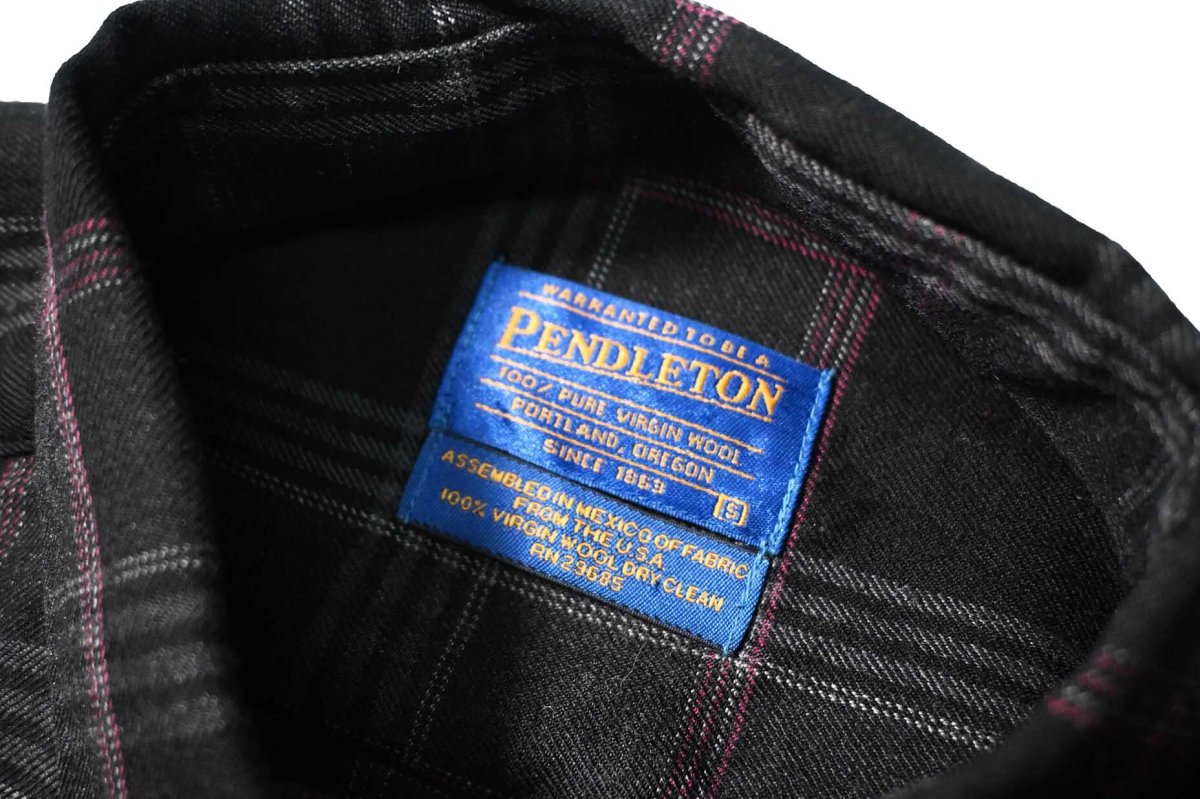 WARRANTED TO BE A
PENDLETON
100% PURE VIRGIN WOOL
PORTLAND, OREGON
SINCE 1863
S
ASSEMBLED IN MEXICO OF FABRIC
FROM THE U.S.A
100% VIRGIN WOOL DRY CLEAN
RN 29685